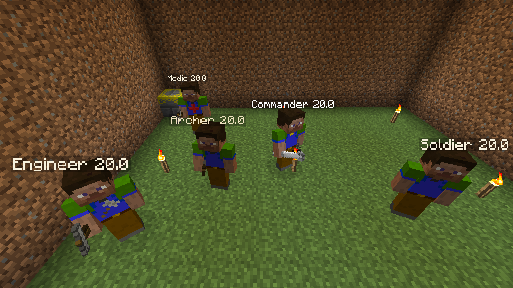 Medic 20.0
Commander 20.0
Archer 20.0
Soldier 20.0
Engineer 20.0